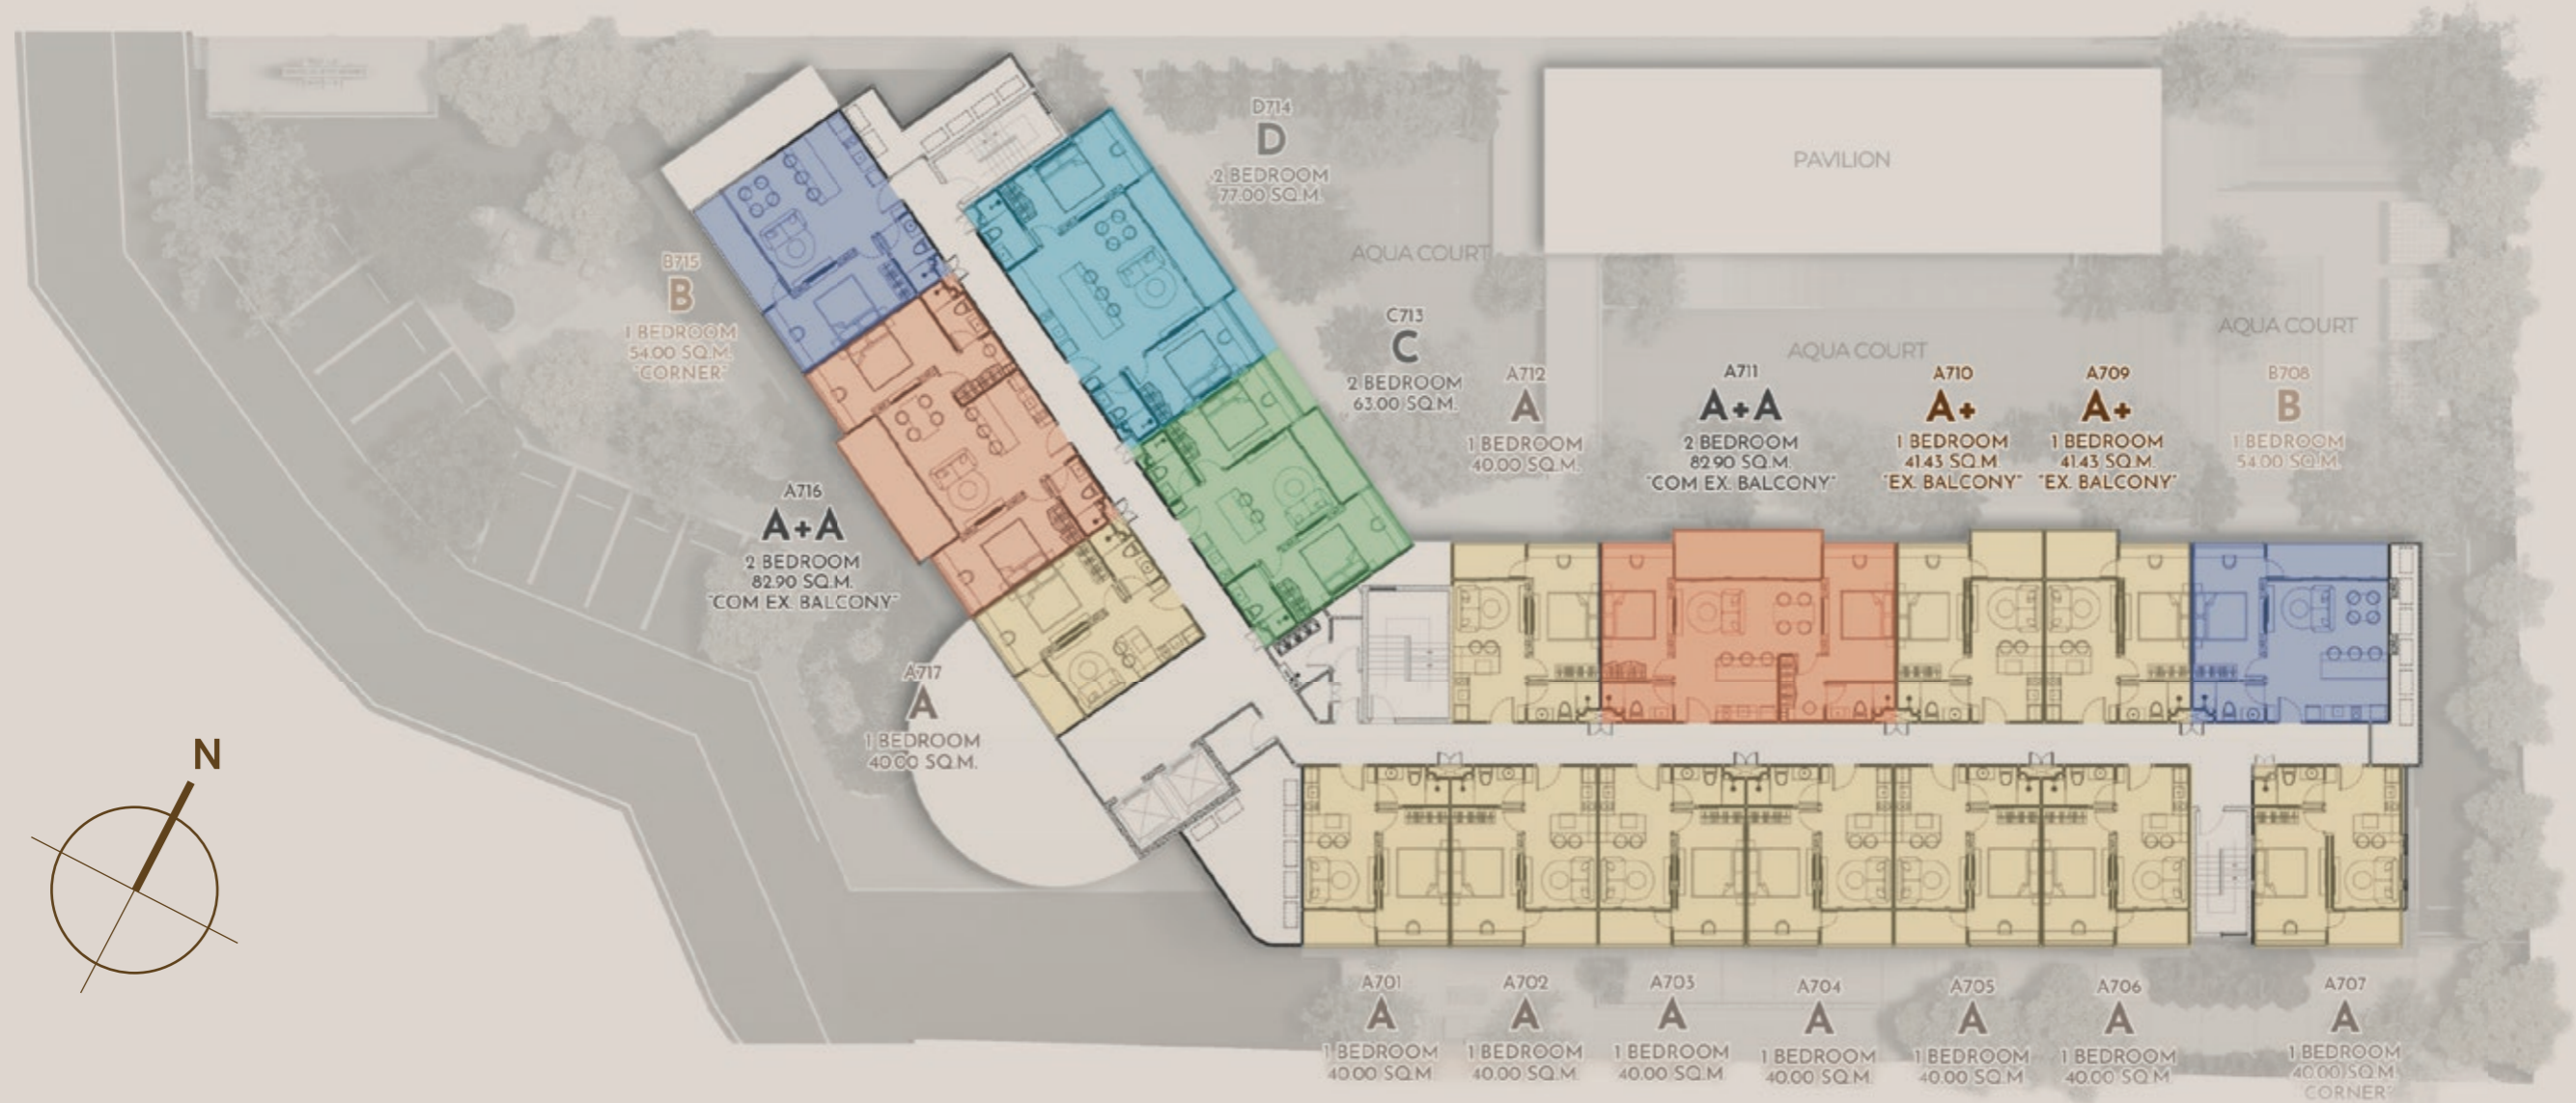 D714
D
2 BEDROOM
77.00 SQ.M.
PAVILION
AQUA COURT
B715
B
1 BEDROOM
54.00 SQ.M.
"CORNER"
C713
C
2 BEDROOM
63.00 SQ.M.
A712
A
1 BEDROOM
40.00 SQ.M.
AQUA COURT
A711
A+A
2 BEDROOM
82.90 SQ.M.
"COM EX. BALCONY"
A710
A+
1 BEDROOM
41.43 SQ.M.
"EX. BALCONY"
A709
A+
1 BEDROOM
41.43 SQ.M.
"EX. BALCONY"
AQUA COURT
B708
B
1 BEDROOM
54.00 SQ.M.
A716
A+A
2 BEDROOM
82.90 SQ.M.
"COM EX. BALCONY"
A717
A
1 BEDROOM
40.00 SQ.M.
N
A701
A
1 BEDROOM
40.00 SQ.M.
A702
A
1 BEDROOM
40.00 SQ.M.
A703
A
1 BEDROOM
40.00 SQ.M.
A704
A
1 BEDROOM
40.00 SQ.M.
A705
A
1 BEDROOM
40.00 SQ.M
A706
A
1 BEDROOM
40.00 SQ.M.
A707
A
1 BEDROOM
40.00 SQ.M.
CORNER"